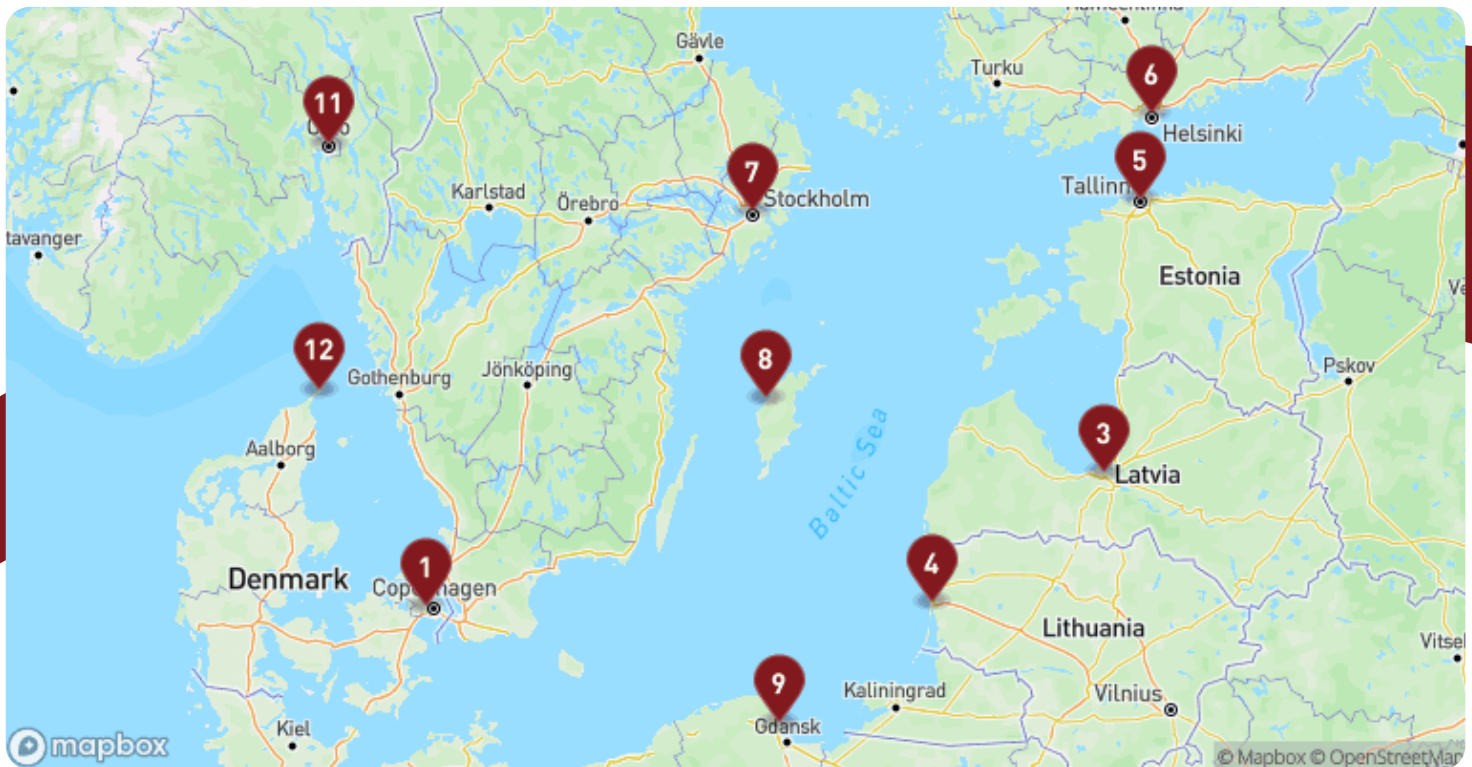 Gävle
Turku
6
Helsinki
11
5
Tallinn
7
Stockholm
Karlstad
Örebro
tavanger
Estonia
12
8
Gothenburg
Jönköping
Pskov
Aalborg
3
Latvia
Baltic Sea
1
Copenhagen
4
Denmark
Lithuania
9
Kaliningrad
Vilnius
Gdansk
Kiel
mapbox
© Mapbox © OpenStreetMap